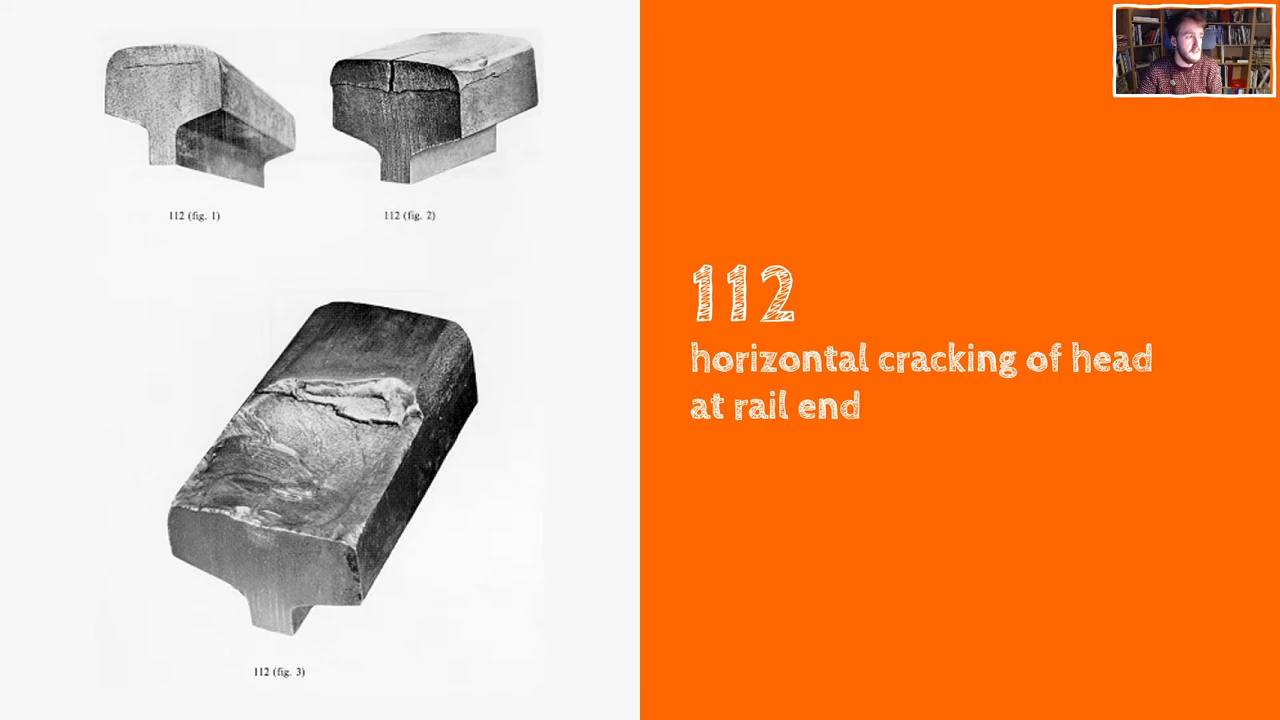 112 (fig. 1)
112 (fig. 2)
112 (fig. 3)
112
horizontal cracking of head
at rail end